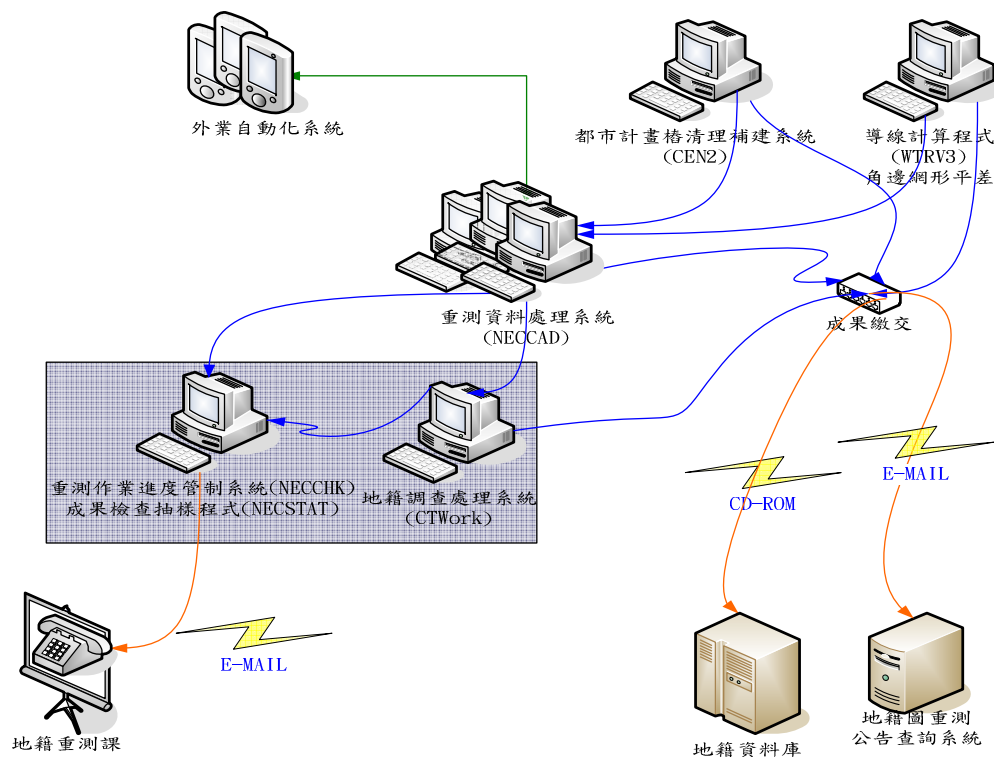 外業自動化系統
都市計畫樁清理補建系統
(CEN2)
導線計算程式
(WTRV3)
角邊網形平差
重測資料處理系統
(NECCAD)
成果繳交
重測作業進度管制系統(NECCHK)
成果檢查抽樣程式(NECSTAT)
地籍調查處理系統
(CTWork)
CD-ROM
E-MAIL
E-MAIL
地籍重測課
地籍資料庫
地籍圖重測
公告查詢系統